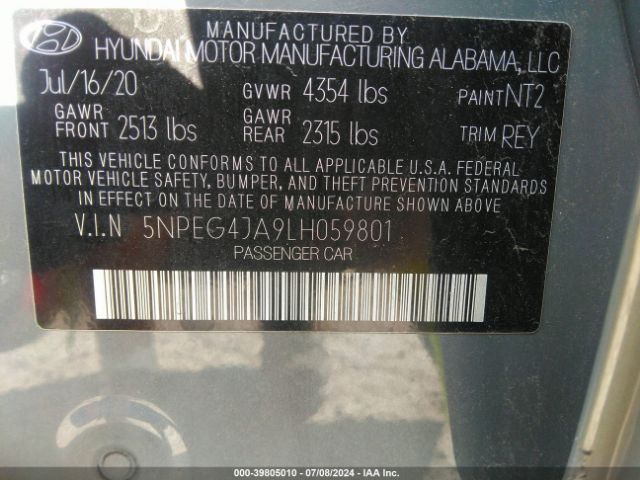 MANUFACTURED BY
HYUNDAI MOTOR MANUFACTURING ALABAMA, LLC
Jul/16/20 GVWR 4354 lbs PAINT NT2
GAWR FRONT 2513 lbs GAWR REAR 2315 lbs TRIM REY
THIS VEHICLE CONFORMS TO ALL APPLICABLE U.S.A. FEDERAL
MOTOR VEHICLE SAFETY, BUMPER, AND THEFT PREVENTION STANDARDS
IN EFFECT ON THE DATE OF MANUFACTURE SHOWN ABOVE.
V.I.N 5NPEG4JA9LH059801
PASSENGER CAR
000-39805010 - 07/08/2024 - IAA Inc.